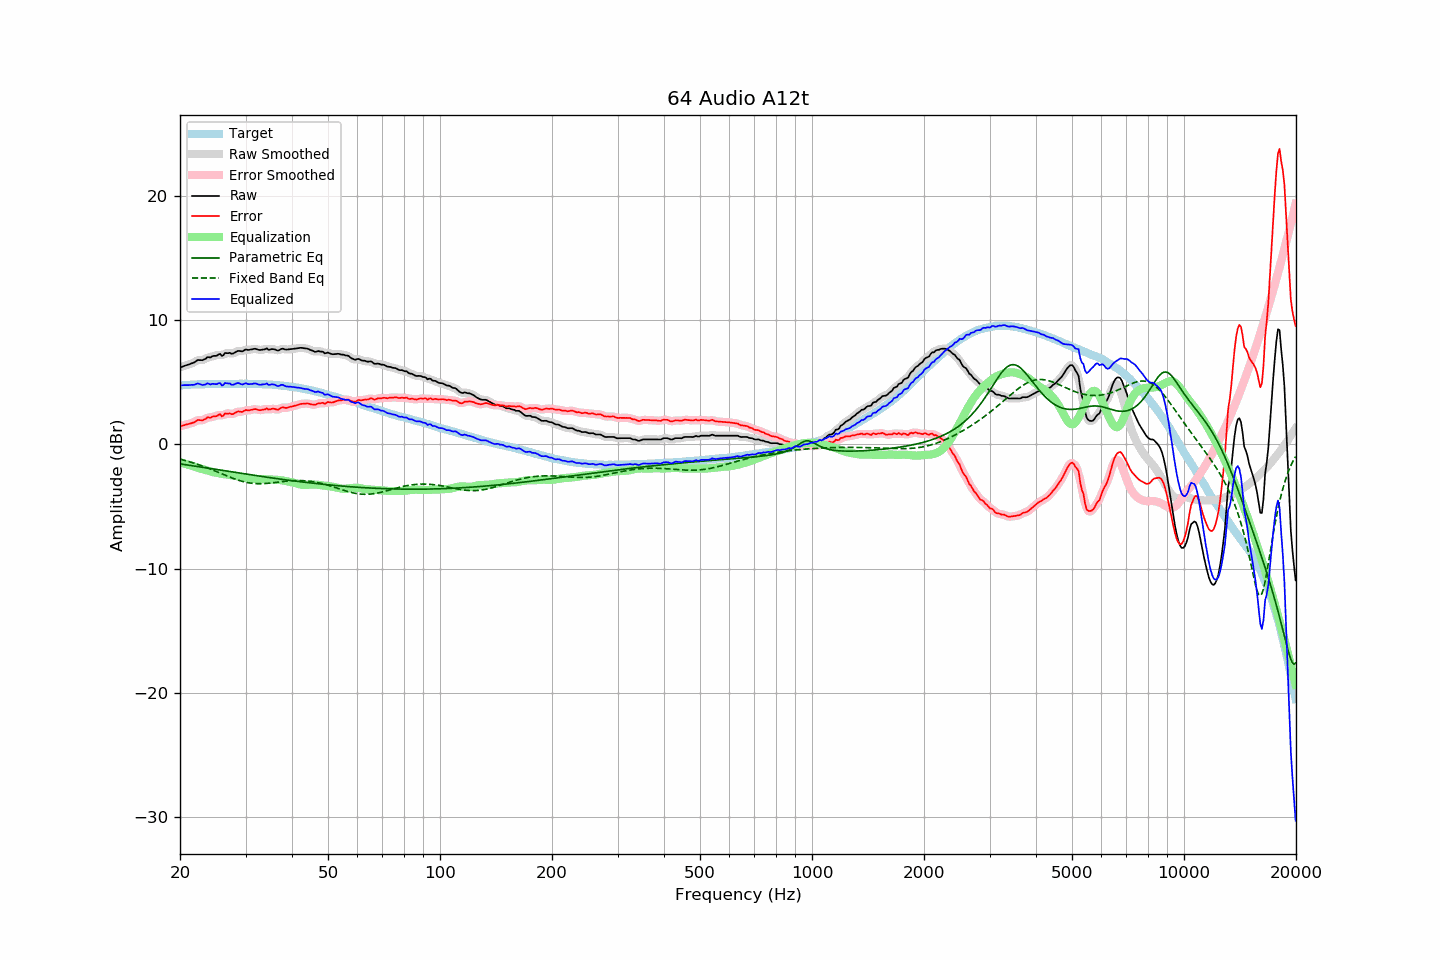 64 Audio A12t
Target
Raw Smoothed
Error Smoothed
Raw
Error
Equalization
Parametric Eq
Fixed Band Eq
Equalized
20
10
0
−10
−20
−30
Amplitude (dBr)
20 50 100 200 500 1000 2000 5000 10000 20000
Frequency (Hz)